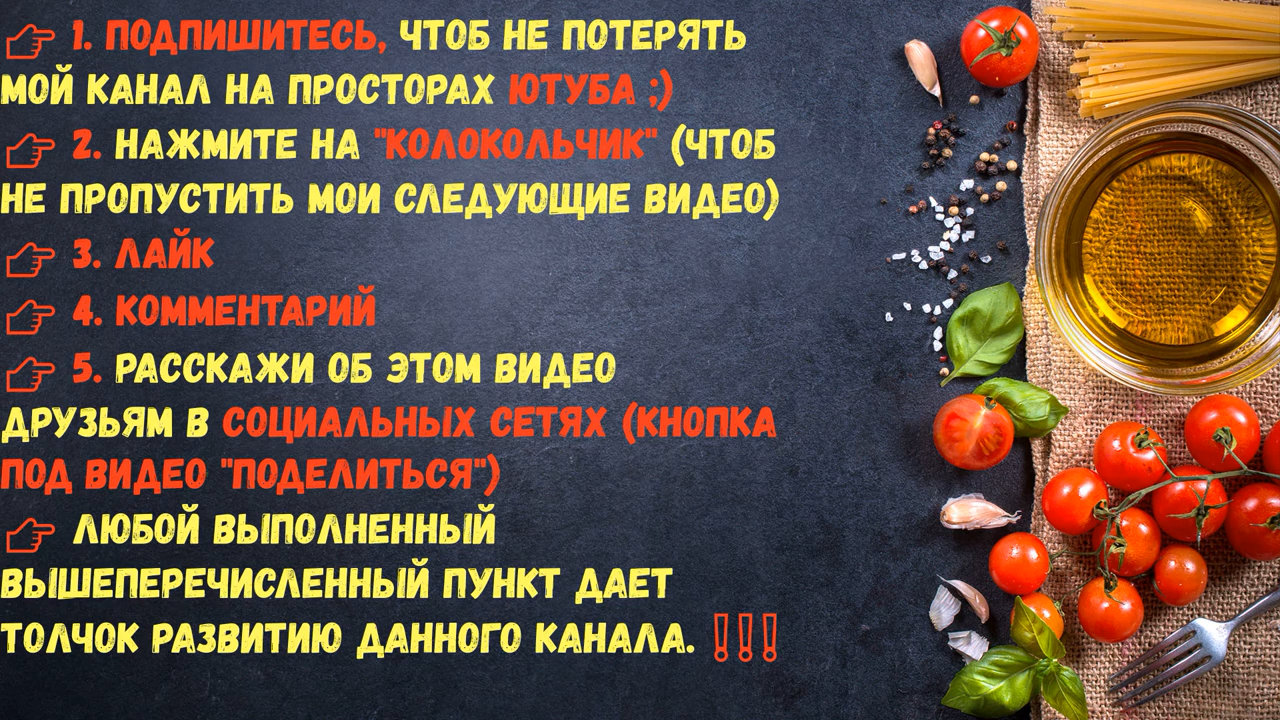 👉 1. ПОДПИШИТЕСЬ, ЧТОБ НЕ ПОТЕРЯТЬ
МОЙ КАНАЛ НА ПРОСТОРАХ ЮТУБА ;)
👉 2. НАЖМИТЕ НА "КОЛОКОЛЬЧИК" (ЧТОБ
НЕ ПРОПУСТИТЬ МОИ СЛЕДУЮЩИЕ ВИДЕО)
👉 3. ЛАЙК
👉 4. КОММЕНТАРИЙ
👉 5. РАССКАЖИ ОБ ЭТОМ ВИДЕО
ДРУЗЬЯМ В СОЦИАЛЬНЫХ СЕТЯХ (КНОПКА
ПОД ВИДЕО "ПОДЕЛИТЬСЯ")
👉 ЛЮБОЙ ВЫПОЛНЕННЫЙ
ВЫШЕПЕРЕЧИСЛЕННЫЙ ПУНКТ ДАЕТ
ТОЛЧОК РАЗВИТИЮ ДАННОГО КАНАЛА. !!!